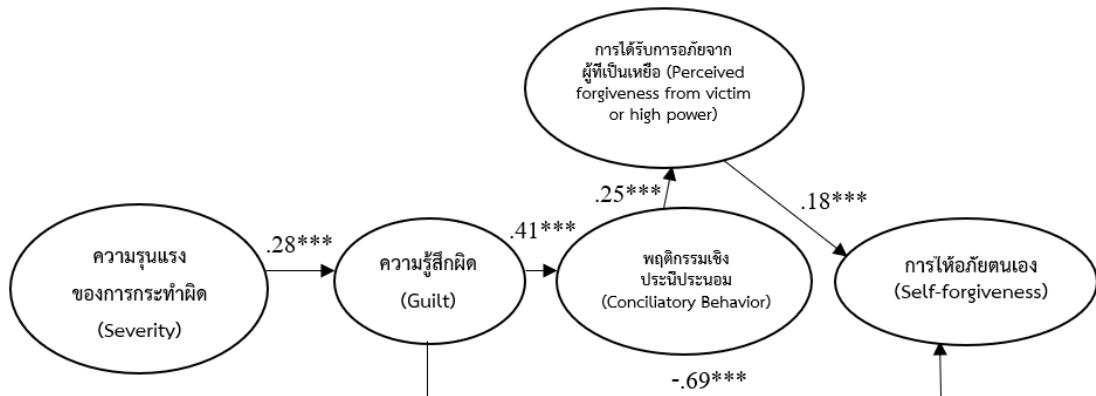 การได้รับการอภัยจาก
ผู้ที่เป็นเหยื่อ (Perceived
forgiveness from victim
or high power)
.25***
.18***
ความรุนแรง
ของการกระทำผิด
(Severity)
.28***
ความรู้สึกผิด
(Guilt)
.41***
พฤติกรรมเชิง
ประนีประนอม
(Conciliatory Behavior)
การให้อภัยตนเอง
(Self-forgiveness)
-.69***